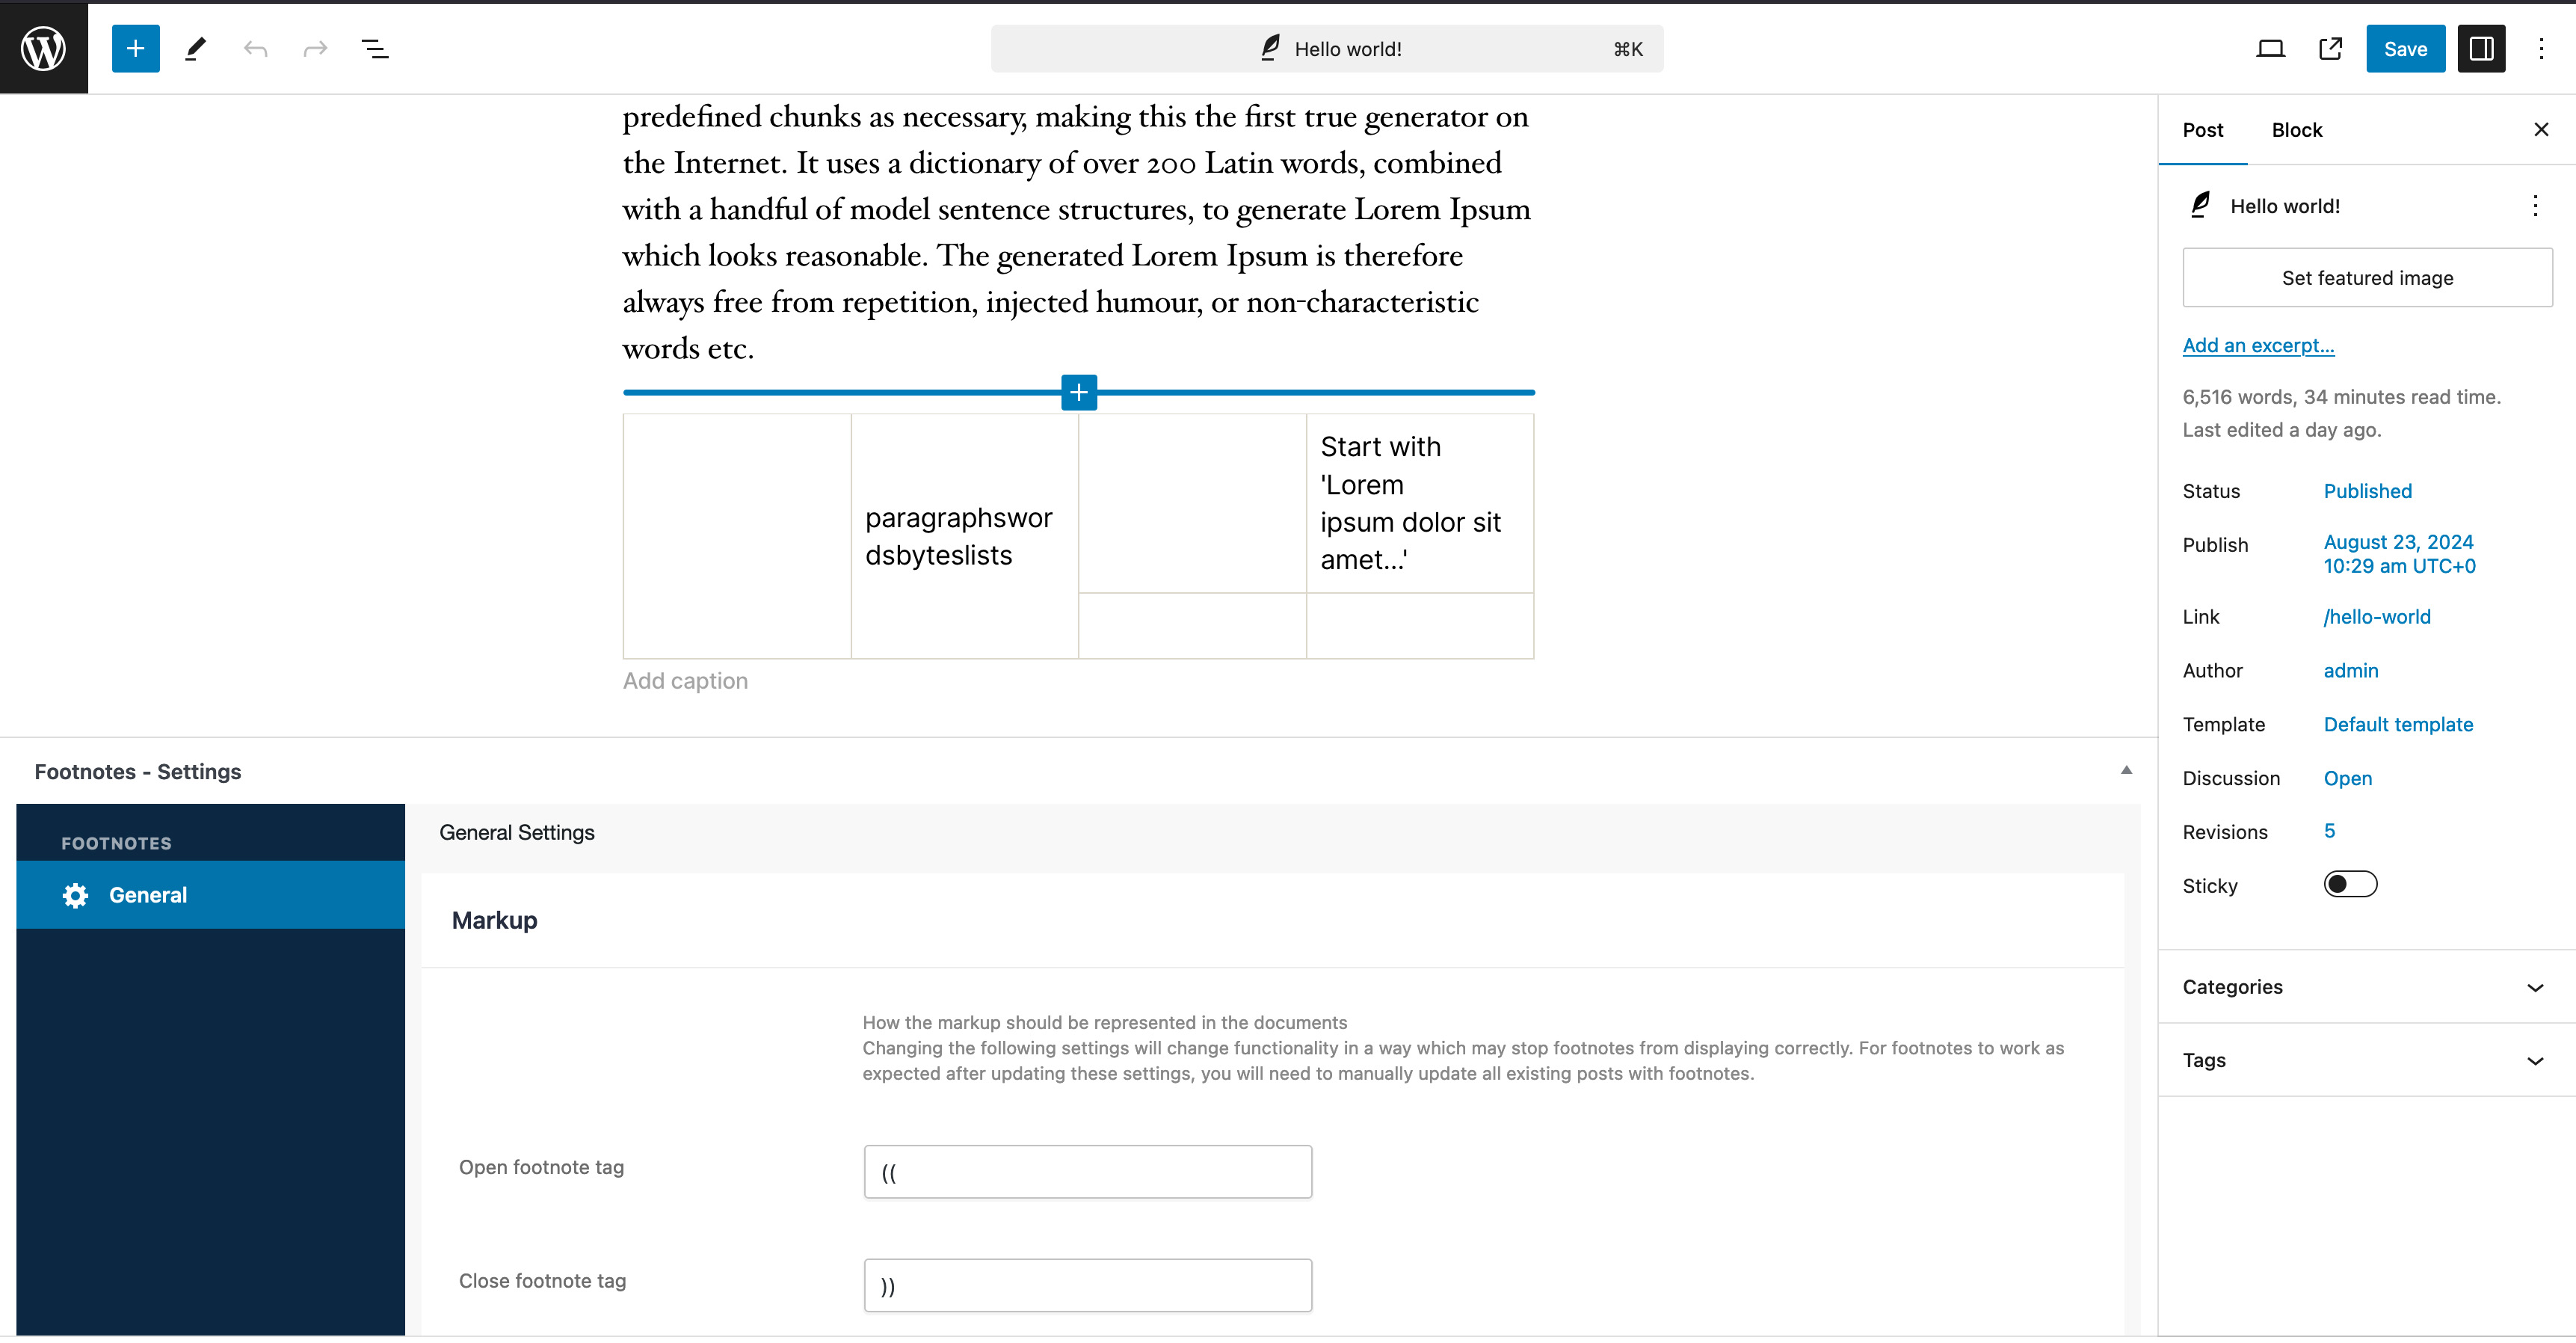 Hello world!
⌘K
Save
predefined chunks as necessary, making this the first true generator on
the Internet. It uses a dictionary of over 200 Latin words, combined
with a handful of model sentence structures, to generate Lorem Ipsum
which looks reasonable. The generated Lorem Ipsum is therefore
always free from repetition, injected humour, or non-characteristic
words etc.
paragraphswor
dsbyteslists
Start with
'Lorem
ipsum dolor sit
amet...'
Add caption
Footnotes - Settings
FOOTNOTES
General
General Settings
Markup
How the markup should be represented in the documents
Changing the following settings will change functionality in a way which may stop footnotes from displaying correctly. For footnotes to work as
expected after updating these settings, you will need to manually update all existing posts with footnotes.
Open footnote tag
((
Close footnote tag
))
Post
Block
Hello world!
Set featured image
Add an excerpt...
6,516 words, 34 minutes read time.
Last edited a day ago.
Status
Published
Publish
August 23, 2024
10:29 am UTC+0
Link
/hello-world
Author
admin
Template
Default template
Discussion
Open
Revisions
5
Sticky
Categories
Tags